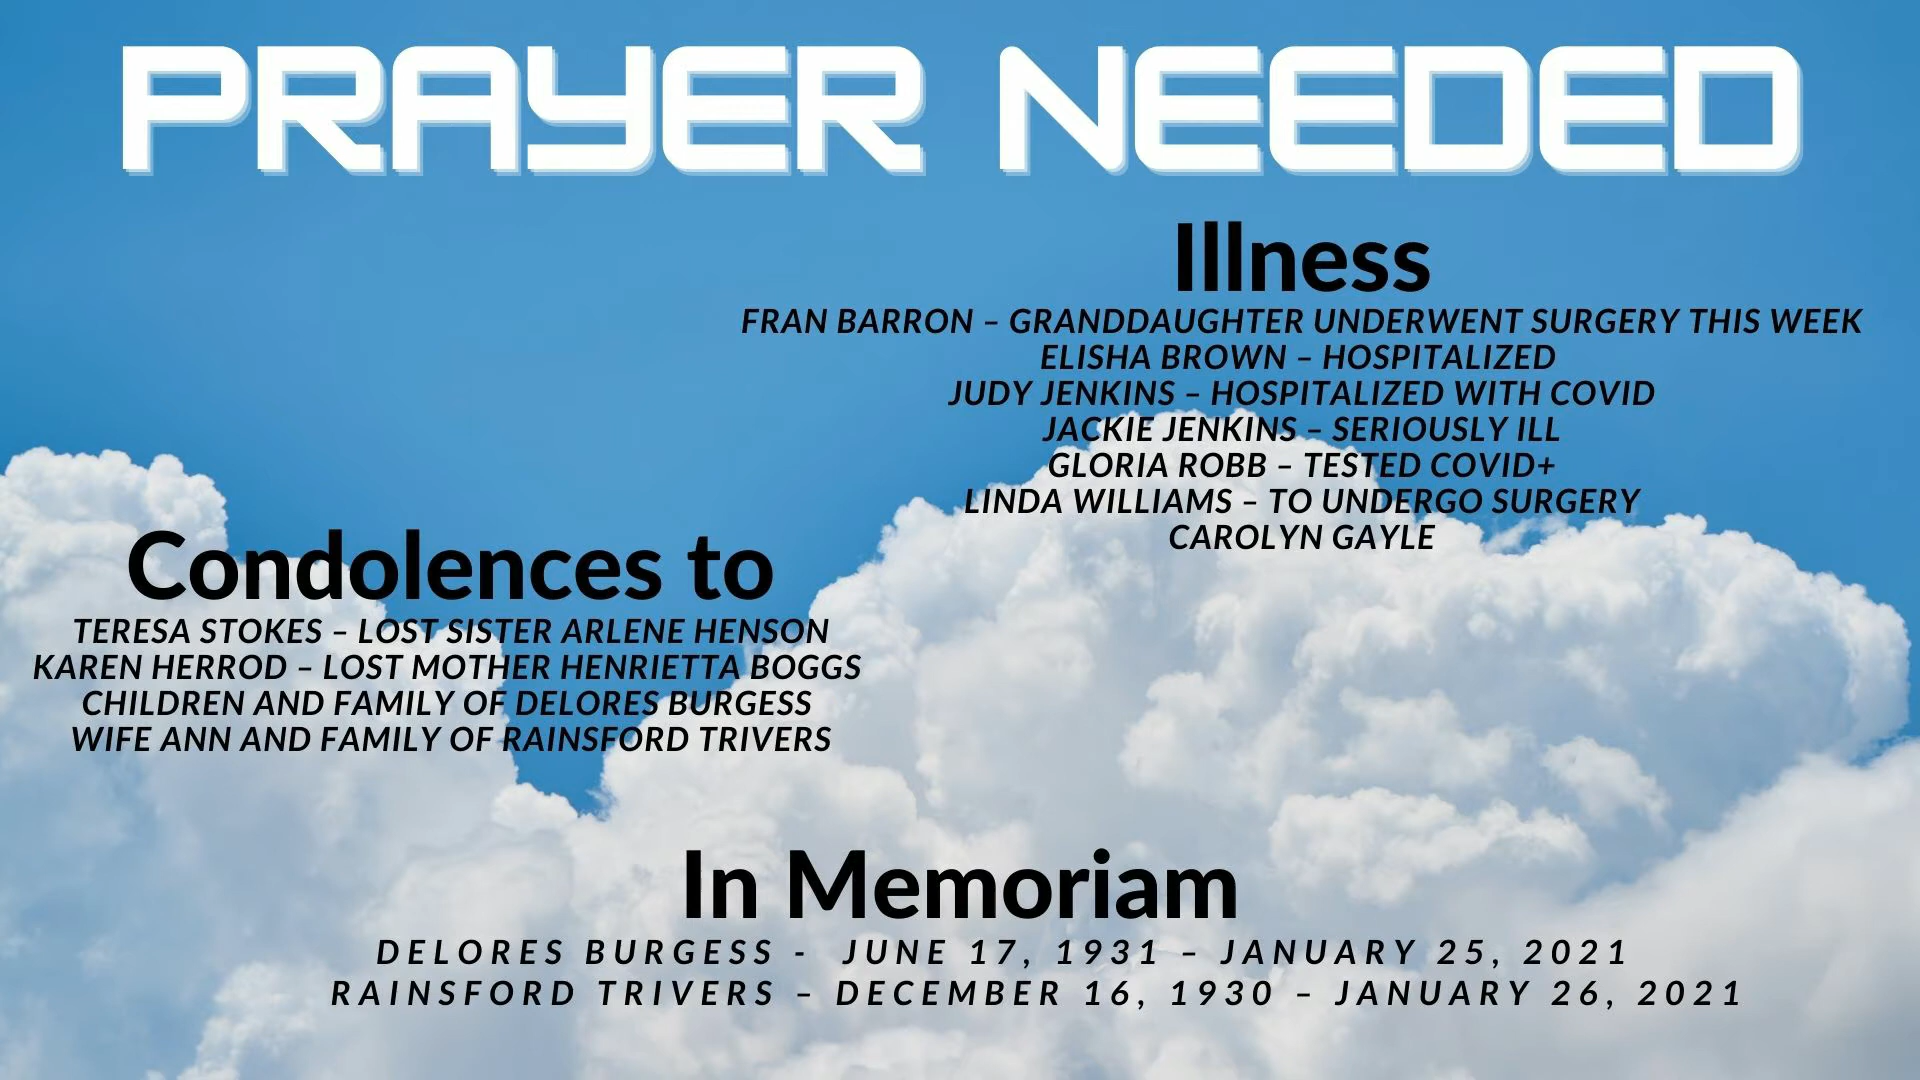 PRAYER NEEDED
Illness
FRAN BARRON – GRANDDAUGHTER UNDERWENT SURGERY THIS WEEK
ELISHA BROWN – HOSPITALIZED
JUDY JENKINS – HOSPITALIZED WITH COVID
JACKIE JENKINS – SERIOUSLY ILL
GLORIA ROBB – TESTED COVID+
LINDA WILLIAMS – TO UNDERGO SURGERY
CAROLYN GAYLE
Condolences to
TERESA STOKES – LOST SISTER ARLENE HENSON
KAREN HERROD – LOST MOTHER HENRIETTA BOGGS
CHILDREN AND FAMILY OF DELORES BURGESS
WIFE ANN AND FAMILY OF RAINSFORD TRIVERS
In Memoriam
DELORES BURGESS - JUNE 17, 1931 – JANUARY 25, 2021
RAINSFORD TRIVERS – DECEMBER 16, 1930 – JANUARY 26, 2021